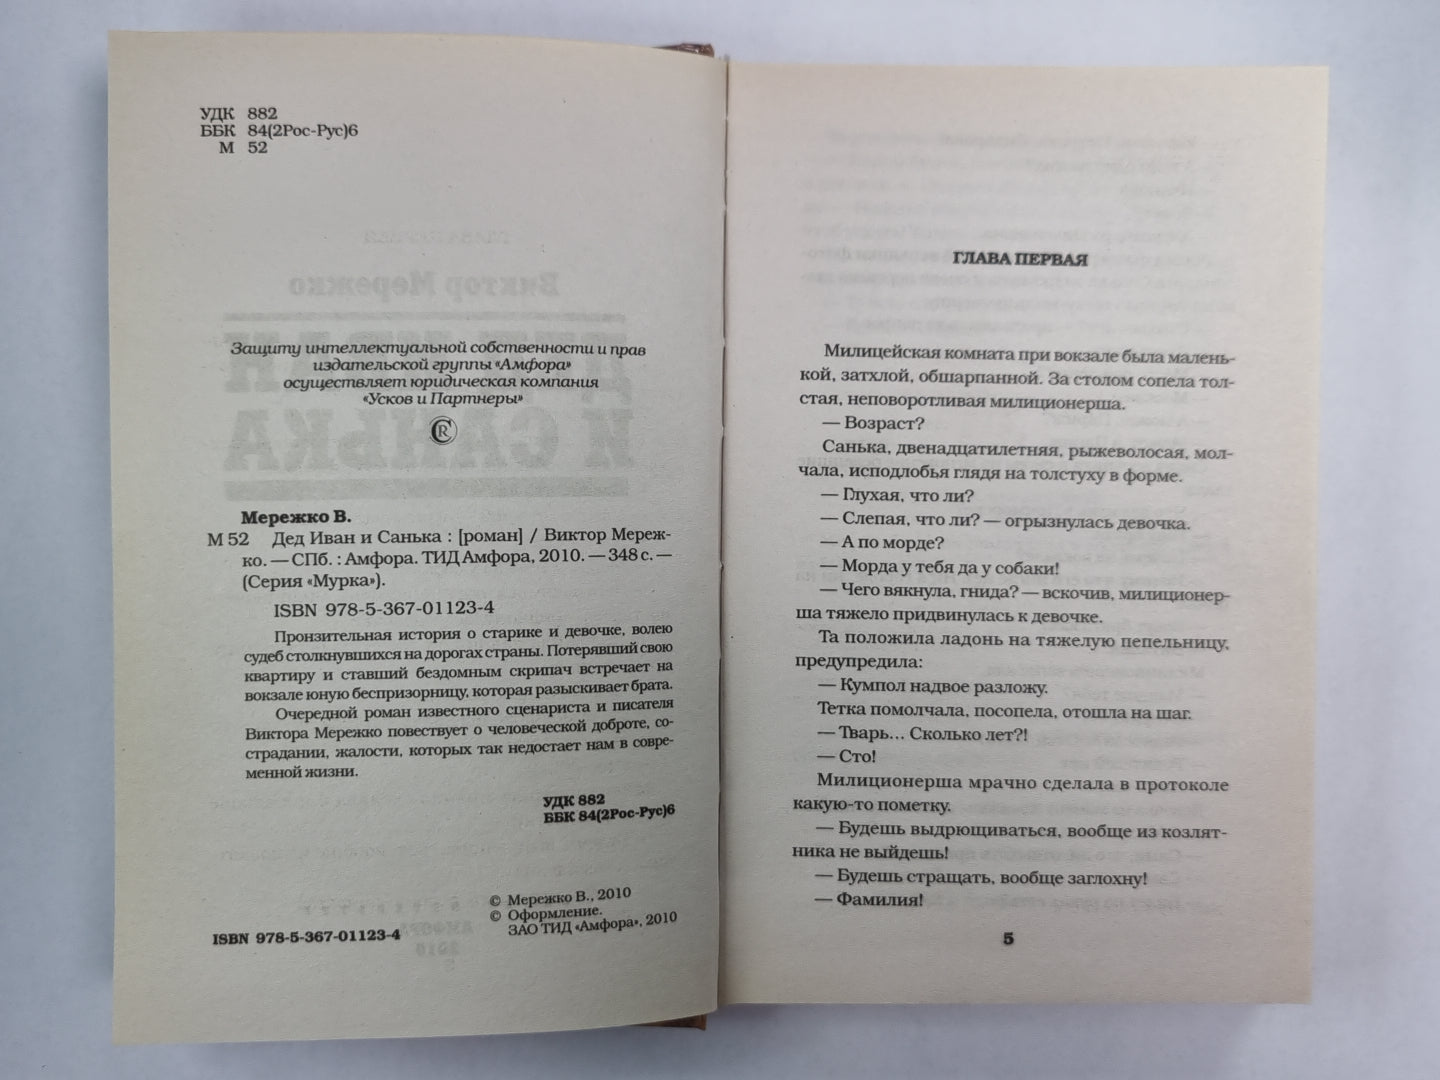 УДК 882
ББК 84(2Рос-Рус)6
М 52
Защиту интеллектуальной собственности и прав
издательской группы «Амфора»
осуществляет юридическая компания
«Усков и Партнеры»
CR
Мережко В.
М 52 Дед Иван и Санька : [роман] / Виктор Мереж-
ко. — СПб. : Амфора. ТИД Амфора, 2010. — 348 с. —
(Серия «Мурка»).
ISBN 978-5-367-01123-4
Пронзительная история о старике и девочке, волею
судеб столкнувшихся на дорогах страны. Потерявший свою
квартиру и ставший бездомным скрипач встречает на
вокзале юную беспризорницу, которая разыскивает брата.
Очередной роман известного сценариста и писателя
Виктора Мережко повествует о человеческой доброте, со-
страдании, жалости, которых так недостает нам в совре-
менной жизни.
УДК 882
ББК 84(2Рос-Рус)6
© Мережко В., 2010
© Оформление.
ЗАО ТИД «Амфора», 2010
ISBN 978-5-367-01123-4
ГЛАВА ПЕРВАЯ
Милицейская комната при вокзале была малень-
кой, затхлой, обшарпанной. За столом сопела тол-
стая, неповоротливая милиционерша.
— Возраст?
Санька, двенадцатилетняя, рыжеволосая, мол-
чала, исподлобья глядя на толстуху в форме.
— Глухая, что ли?
— Слепая, что ли? — огрызнулась девочка.
— А по морде?
— Морда у тебя да у собаки!
— Чего вякнула, гнида? — вскочив, милиционер-
ша тяжело придвинулась к девочке.
Та положила ладонь на тяжелую пепельницу,
предупредила:
— Кумпол надвое разложу.
Тетка помолчала, посопела, отошла на шаг.
— Тварь... Сколько лет?!
— Сто!
Милиционерша мрачно сделала в протоколе
какую-то пометку.
— Будешь выдрющиваться, вообще из козлят-
ника не выйдешь!
— Будешь стращать, вообще заглохну!
— Фамилия!
5